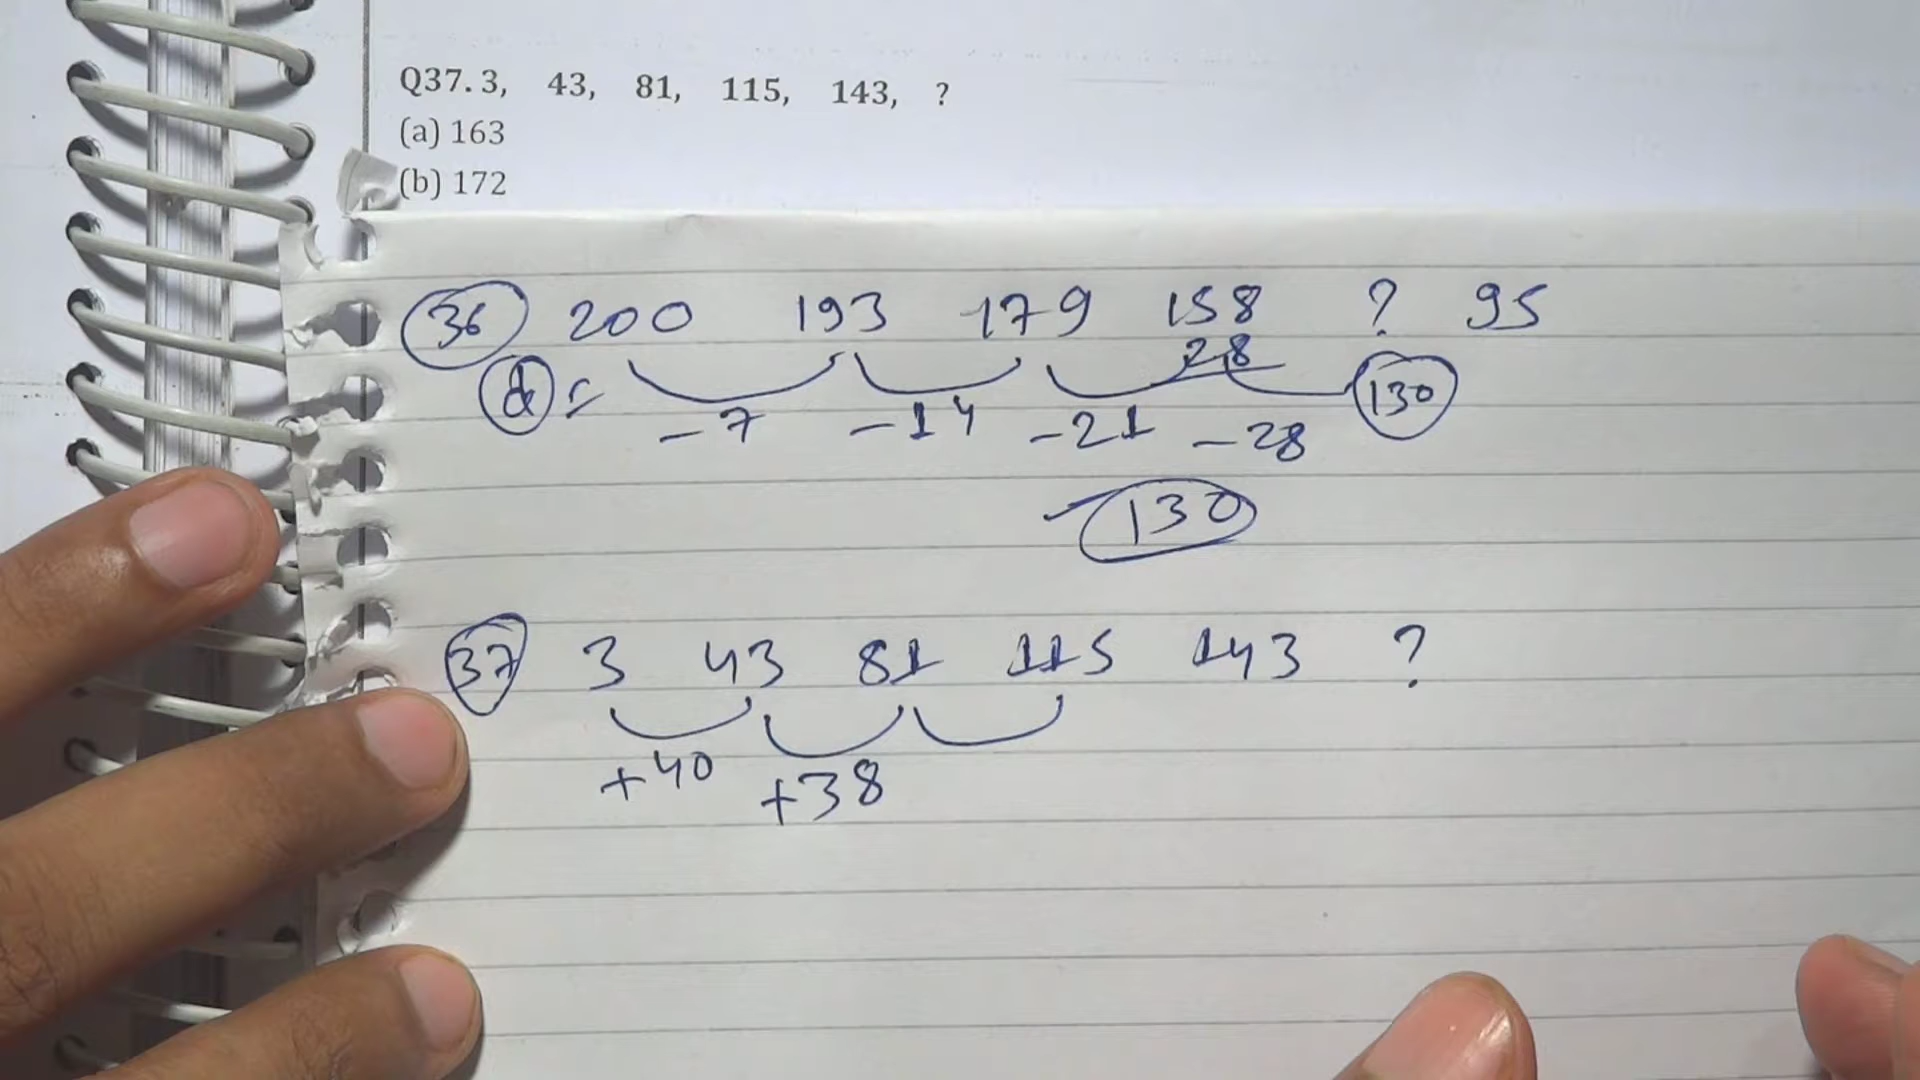 Q37. 3, 43, 81, 115, 143, ?
(a) 163
(b) 172
36 200 193 179 158 ? 95
28
d = 130
-7 -14 -21 -28
130
37 3 43 81 115 143 ?
+40 +38